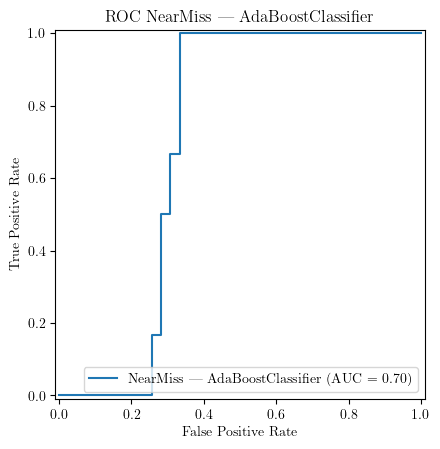 ROC NearMiss — AdaBoostClassifier
1.0
0.8
0.6
0.4
0.2
0.0
True Positive Rate
NearMiss — AdaBoostClassifier (AUC = 0.70)
0.0 0.2 0.4 0.6 0.8 1.0
False Positive Rate